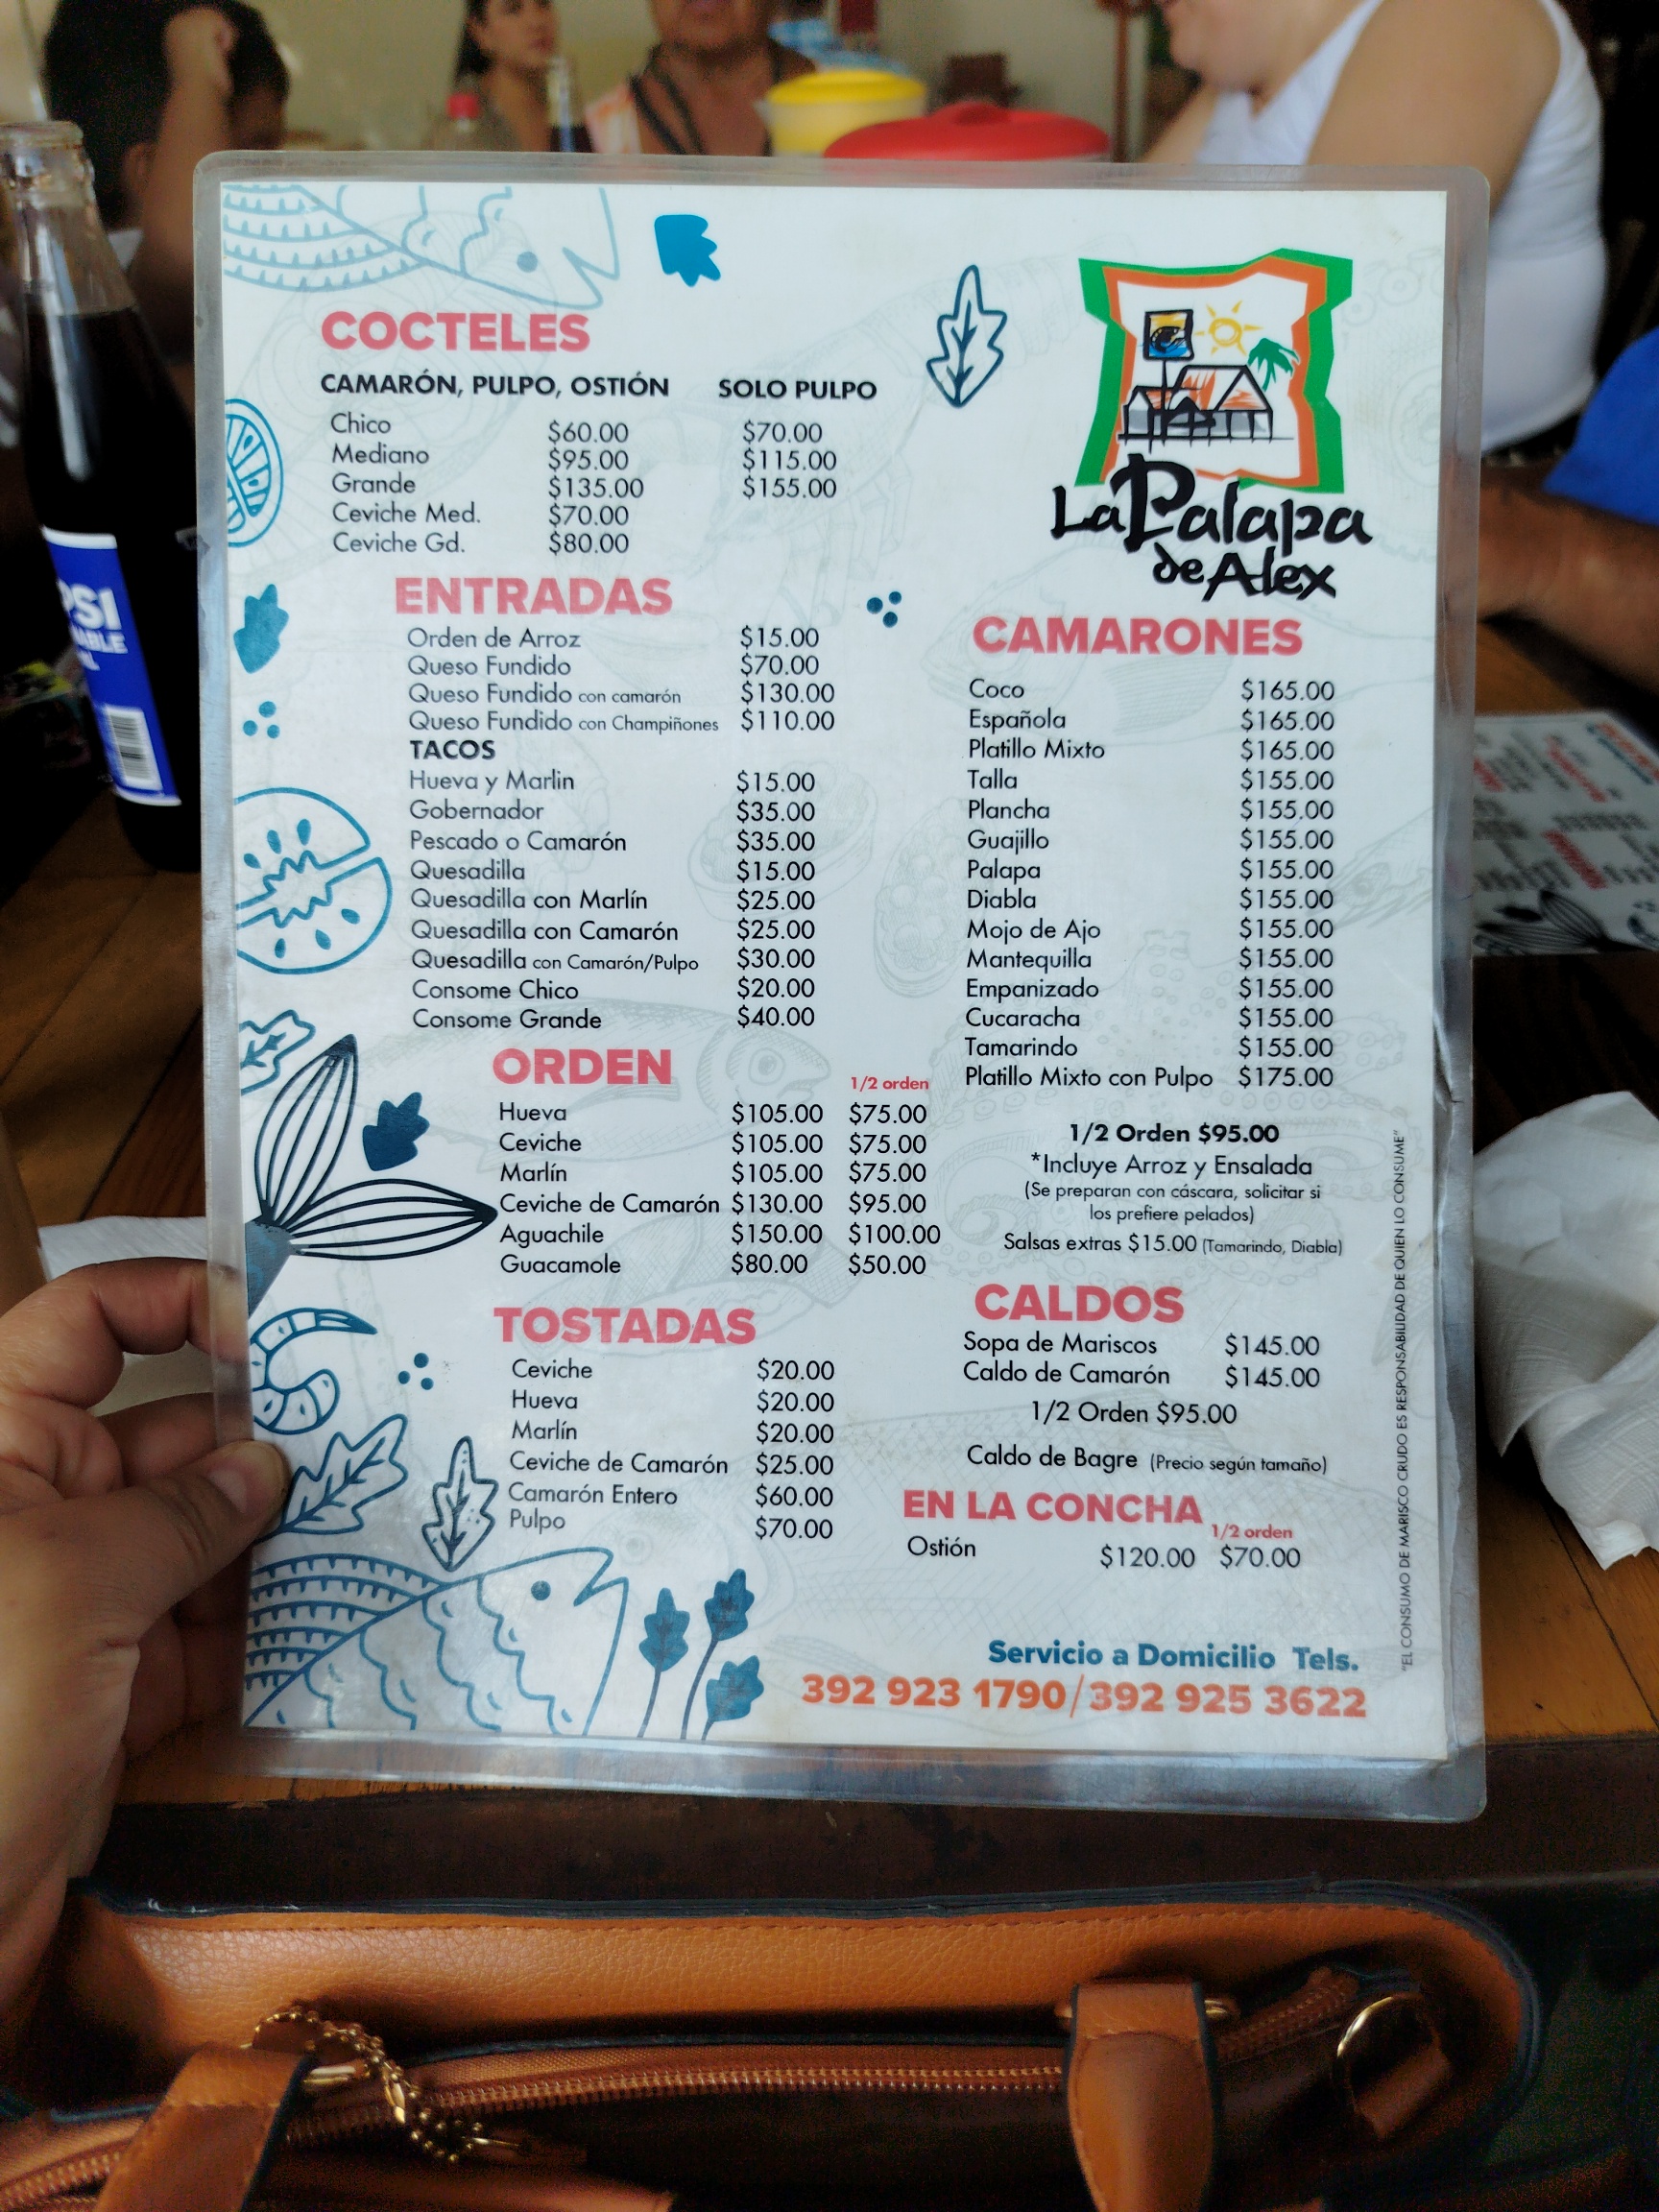 COCTELES
CAMARÓN, PULPO, OSTIÓN SOLO PULPO
Chico $60.00 $70.00
Mediano $95.00 $115.00
Grande $135.00 $155.00
Ceviche Med. $70.00
Ceviche Gd. $80.00
ENTRADAS
Orden de Arroz $15.00
Queso Fundido $70.00
Queso Fundido con camarón $130.00
Queso Fundido con Champiñones $110.00
TACOS
Hueva y Marlin $15.00
Gobernador $35.00
Pescado o Camarón $35.00
Quesadilla $15.00
Quesadilla con Marlín $25.00
Quesadilla con Camarón $25.00
Quesadilla con Camarón/Pulpo $30.00
Consome Chico $20.00
Consome Grande $40.00
ORDEN
1/2 orden
Hueva $105.00 $75.00
Ceviche $105.00 $75.00
Marlín $105.00 $75.00
Ceviche de Camarón $130.00 $95.00
Aguachile $150.00 $100.00
Guacamole $80.00 $50.00
TOSTADAS
Ceviche $20.00
Hueva $20.00
Marlín $20.00
Ceviche de Camarón $25.00
Camarón Entero $60.00
Pulpo $70.00
La Palapa
de Alex
CAMARONES
Coco $165.00
Española $165.00
Platillo Mixto $165.00
Talla $155.00
Plancha $155.00
Guajillo $155.00
Palapa $155.00
Diabla $155.00
Mojo de Ajo $155.00
Mantequilla $155.00
Empanizado $155.00
Cucaracha $155.00
Tamarindo $155.00
Platillo Mixto con Pulpo $175.00
1/2 Orden $95.00
*Incluye Arroz y Ensalada
(Se preparan con cáscara, solicitar si
los prefiere pelados)
Salsas extras $15.00 (Tamarindo, Diabla)
CALDOS
Sopa de Mariscos $145.00
Caldo de Camarón $145.00
1/2 Orden $95.00
Caldo de Bagre (Precio según tamaño)
EN LA CONCHA
1/2 orden
Ostión $120.00 $70.00
Servicio a Domicilio Tels.
392 923 1790/392 925 3622
"EL CONSUMO DE MARISCO CRUDO ES RESPONSABILIDAD DE QUIEN LO CONSUME"
PSI